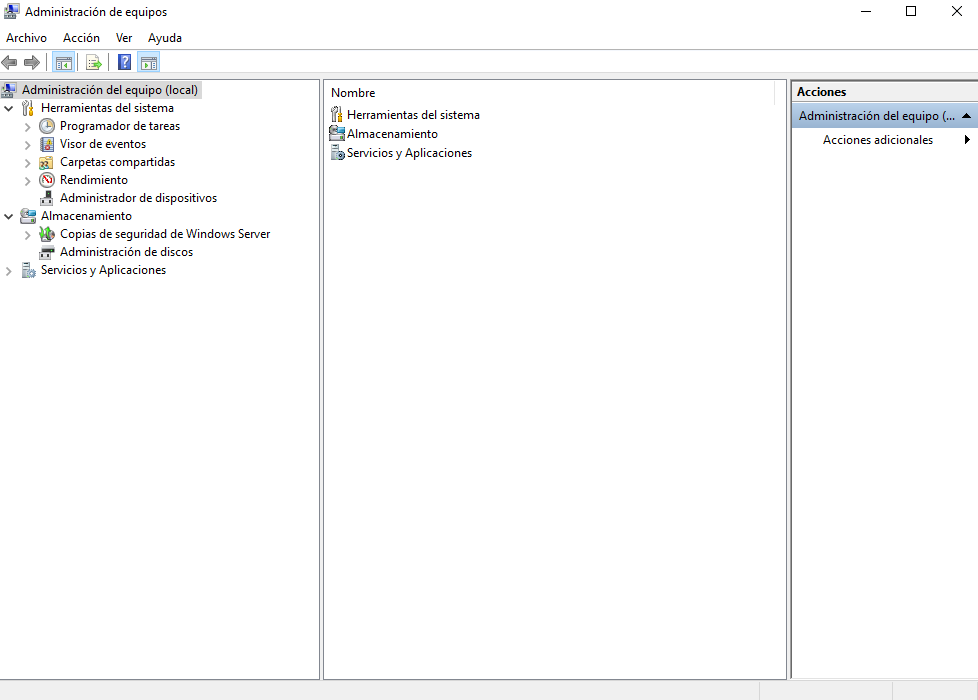 Administración de equipos
Archivo Acción Ver Ayuda
Administración del equipo (local)
Herramientas del sistema
Programador de tareas
Visor de eventos
Carpetas compartidas
Rendimiento
Administrador de dispositivos
Almacenamiento
Copias de seguridad de Windows Server
Administración de discos
Servicios y Aplicaciones
Nombre
Herramientas del sistema
Almacenamiento
Servicios y Aplicaciones
Acciones
Administración del equipo (...
Acciones adicionales